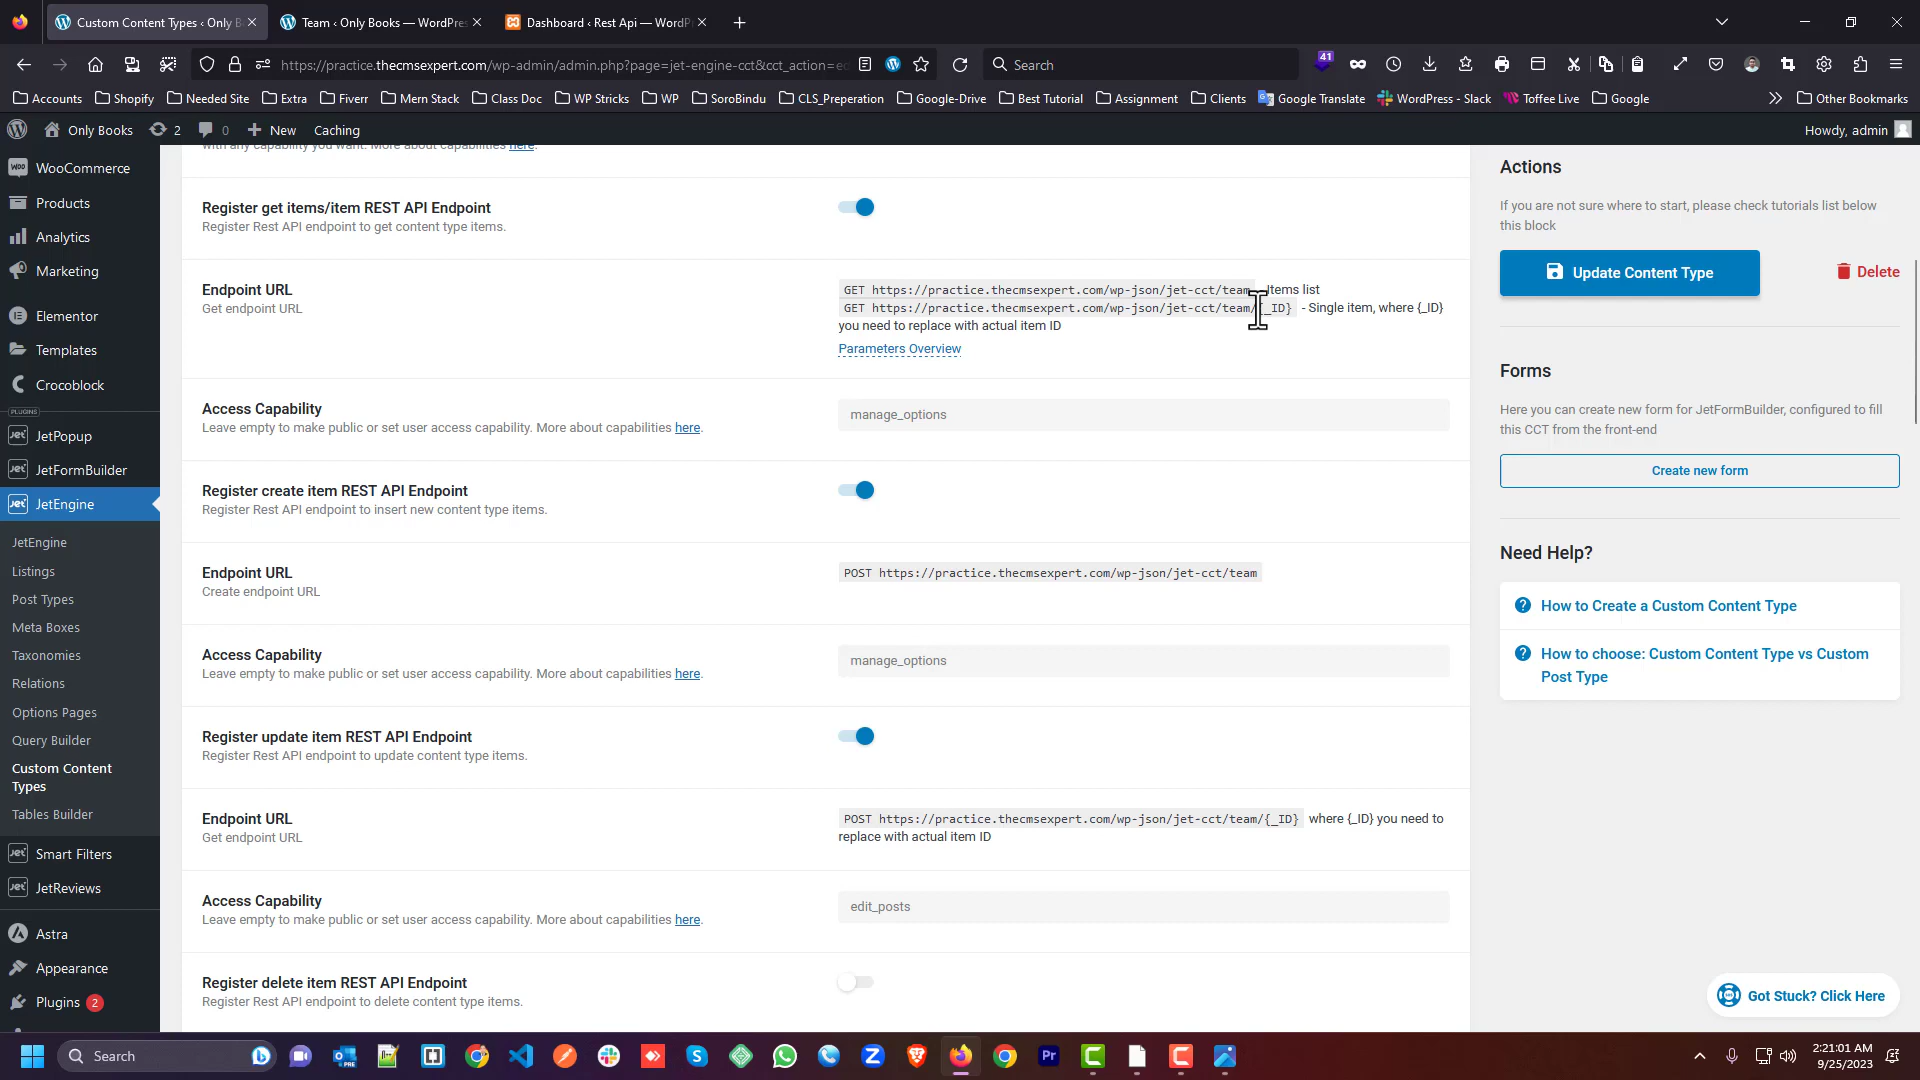 Custom Content Types ‹ Only B
Team ‹ Only Books — WordPre
Dashboard ‹ Rest Api — WordP
https://practice.thecmsexpert.com/wp-admin/admin.php?page=jet-engine-cct&cct_action=e
Search
41
Accounts
Shopify
Needed Site
Extra
Fiverr
Mern Stack
Class Doc
WP Stricks
WP
SoroBindu
CLS_Preperation
Google-Drive
Best Tutorial
Assignment
Clients
Google Translate
WordPress - Slack
Toffee Live
Google
Other Bookmarks
Only Books
2
0
New
Caching
Howdy, admin
WooCommerce
Products
Analytics
Marketing
Elementor
Templates
Crocoblock
PLUGINS
JetPopup
JetFormBuilder
JetEngine
JetEngine
Listings
Post Types
Meta Boxes
Taxonomies
Relations
Options Pages
Query Builder
Custom Content
Types
Tables Builder
Smart Filters
JetReviews
Astra
Appearance
Plugins 2
with any capability you want. More about capabilities here.
Register get items/item REST API Endpoint
Register Rest API endpoint to get content type items.
Endpoint URL
Get endpoint URL
GET https://practice.thecmsexpert.com/wp-json/jet-cct/team - Items list
GET https://practice.thecmsexpert.com/wp-json/jet-cct/team/{_ID} - Single item, where {_ID}
you need to replace with actual item ID
Parameters Overview
Access Capability
Leave empty to make public or set user access capability. More about capabilities here.
manage_options
Register create item REST API Endpoint
Register Rest API endpoint to insert new content type items.
Endpoint URL
Create endpoint URL
POST https://practice.thecmsexpert.com/wp-json/jet-cct/team
Access Capability
Leave empty to make public or set user access capability. More about capabilities here.
manage_options
Register update item REST API Endpoint
Register Rest API endpoint to update content type items.
Endpoint URL
Get endpoint URL
POST https://practice.thecmsexpert.com/wp-json/jet-cct/team/{_ID} where {_ID} you need to
replace with actual item ID
Access Capability
Leave empty to make public or set user access capability. More about capabilities here.
edit_posts
Register delete item REST API Endpoint
Register Rest API endpoint to delete content type items.
Actions
If you are not sure where to start, please check tutorials list below
this block
Update Content Type
Delete
Forms
Here you can create new form for JetFormBuilder, configured to fill
this CCT from the front-end
Create new form
Need Help?
How to Create a Custom Content Type
How to choose: Custom Content Type vs Custom
Post Type
Got Stuck? Click Here
Search
2:21:01 AM
9/25/2023